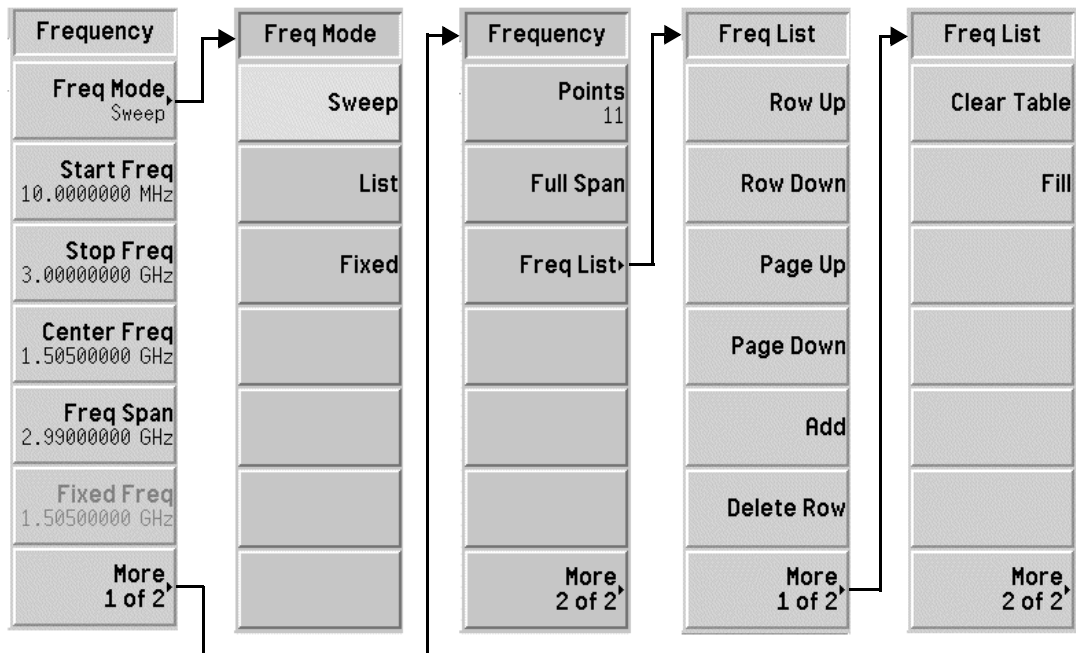 Frequency
Freq Mode
Sweep
Start Freq
10.0000000 MHz
Stop Freq
3.00000000 GHz
Center Freq
1.50500000 GHz
Freq Span
2.99000000 GHz
Fixed Freq
1.50500000 GHz
More
1 of 2
Freq Mode
Sweep
List
Fixed
Frequency
Points
11
Full Span
Freq List
More
2 of 2
Freq List
Row Up
Row Down
Page Up
Page Down
Add
Delete Row
More
1 of 2
Freq List
Clear Table
Fill
More
2 of 2